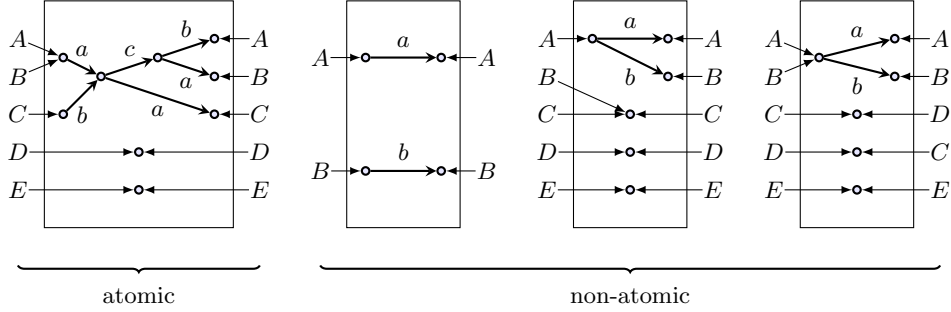 A a c b A
B a B
C b a C
D D
E E
A a A
B b B
A a A
B b B
C C
D D
E E
A a A
B b B
C D
D C
E E
atomic
non-atomic